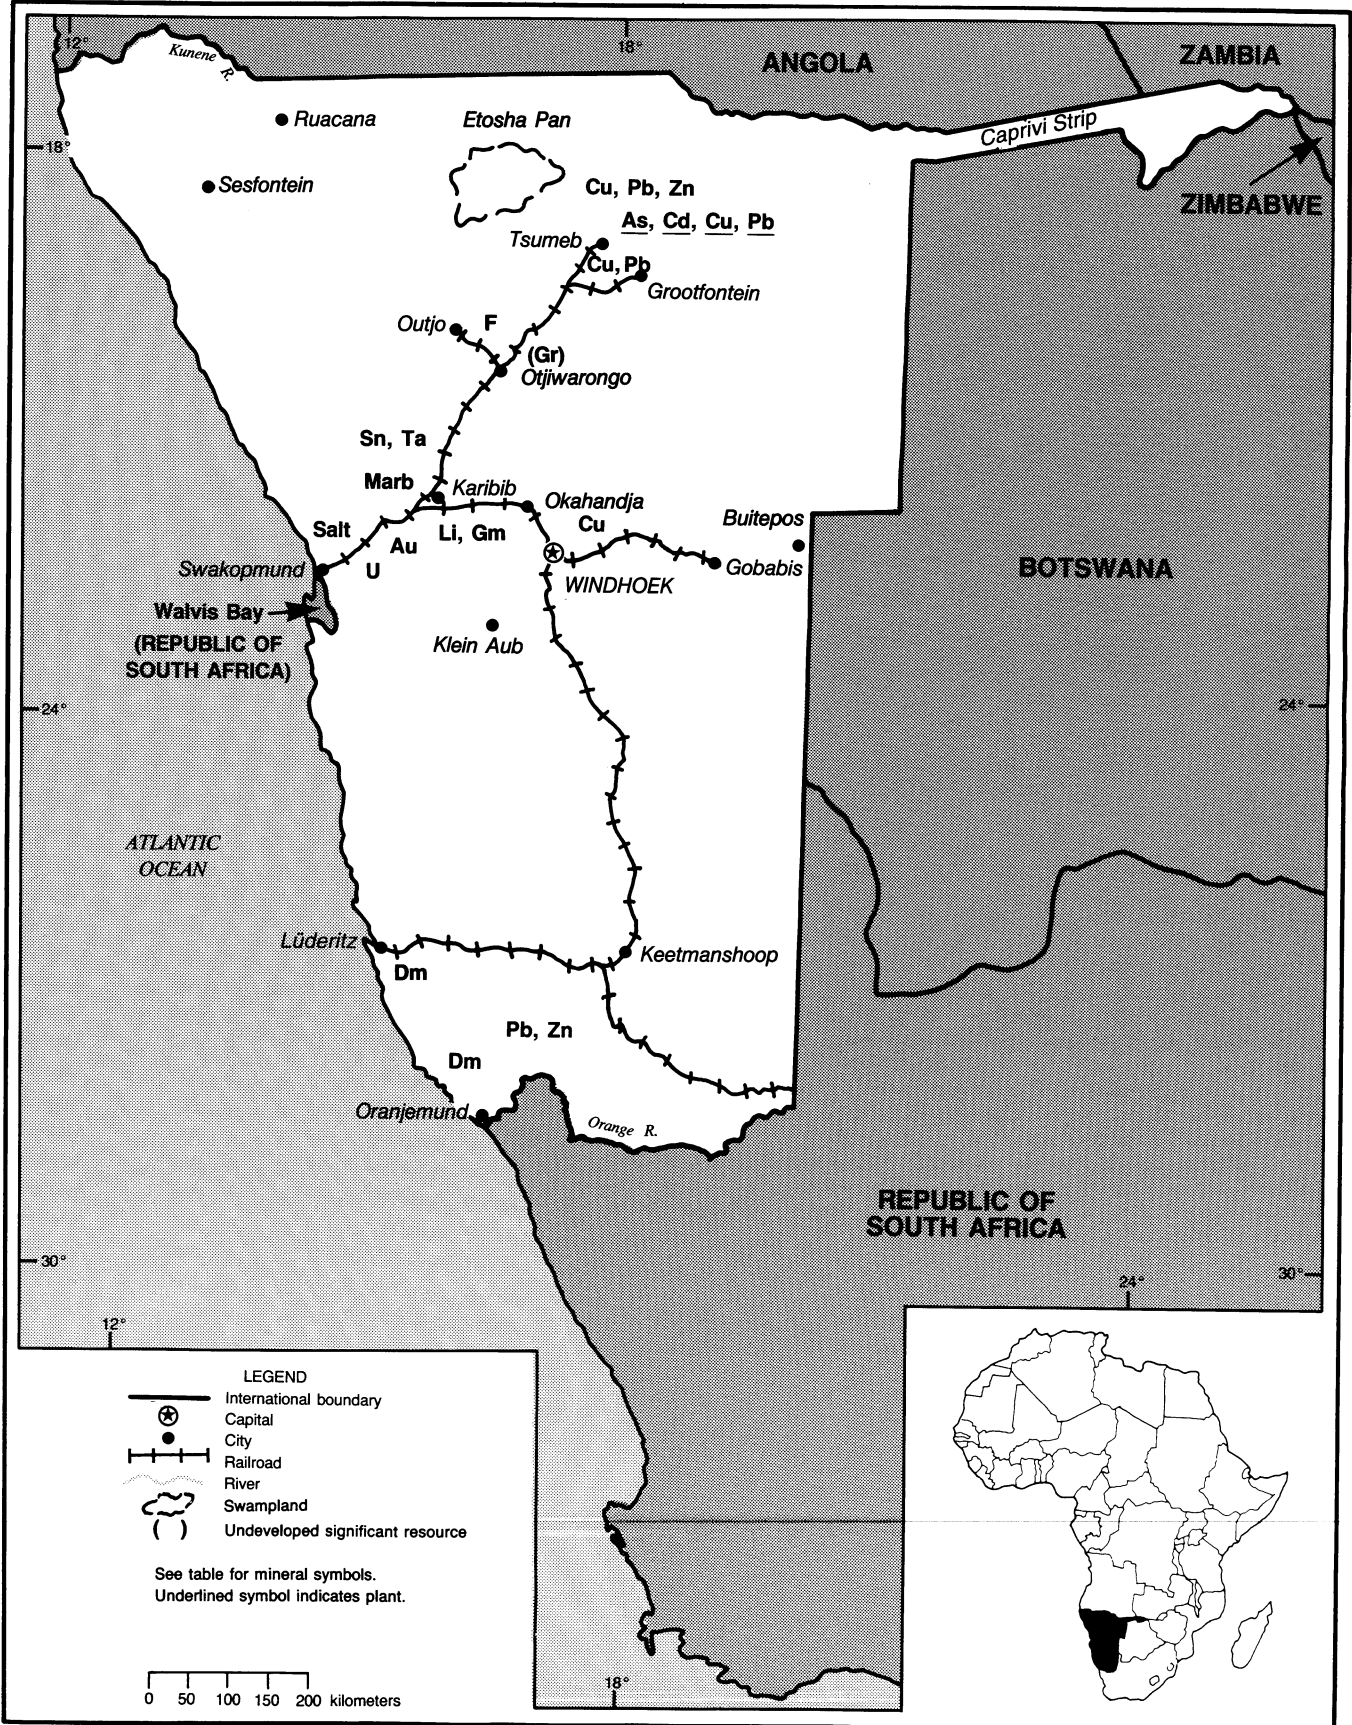 12°
18°
Kunene R.
ANGOLA
ZAMBIA
Ruacana
Etosha Pan
Caprivi Strip
18°
Sesfontein
Cu, Pb, Zn
ZIMBABWE
As, Cd, Cu, Pb
Tsumeb
Cu, Pb
Grootfontein
Outjo
F
(Gr)
Otjiwarongo
Sn, Ta
Marb
Karibib
Okahandja
Salt
Li, Gm
Cu
Buitepos
Au
Swakopmund
U
Gobabis
BOTSWANA
WINDHOEK
Walvis Bay
(REPUBLIC OF
SOUTH AFRICA)
Klein Aub
24°
24°
ATLANTIC
OCEAN
Lüderitz
Keetmanshoop
Dm
Pb, Zn
Dm
Oranjemund
Orange R.
REPUBLIC OF
SOUTH AFRICA
30°
30°
24°
12°
LEGEND
International boundary
Capital
City
Railroad
River
Swampland
( ) Undeveloped significant resource
See table for mineral symbols.
Underlined symbol indicates plant.
0 50 100 150 200 kilometers
18°